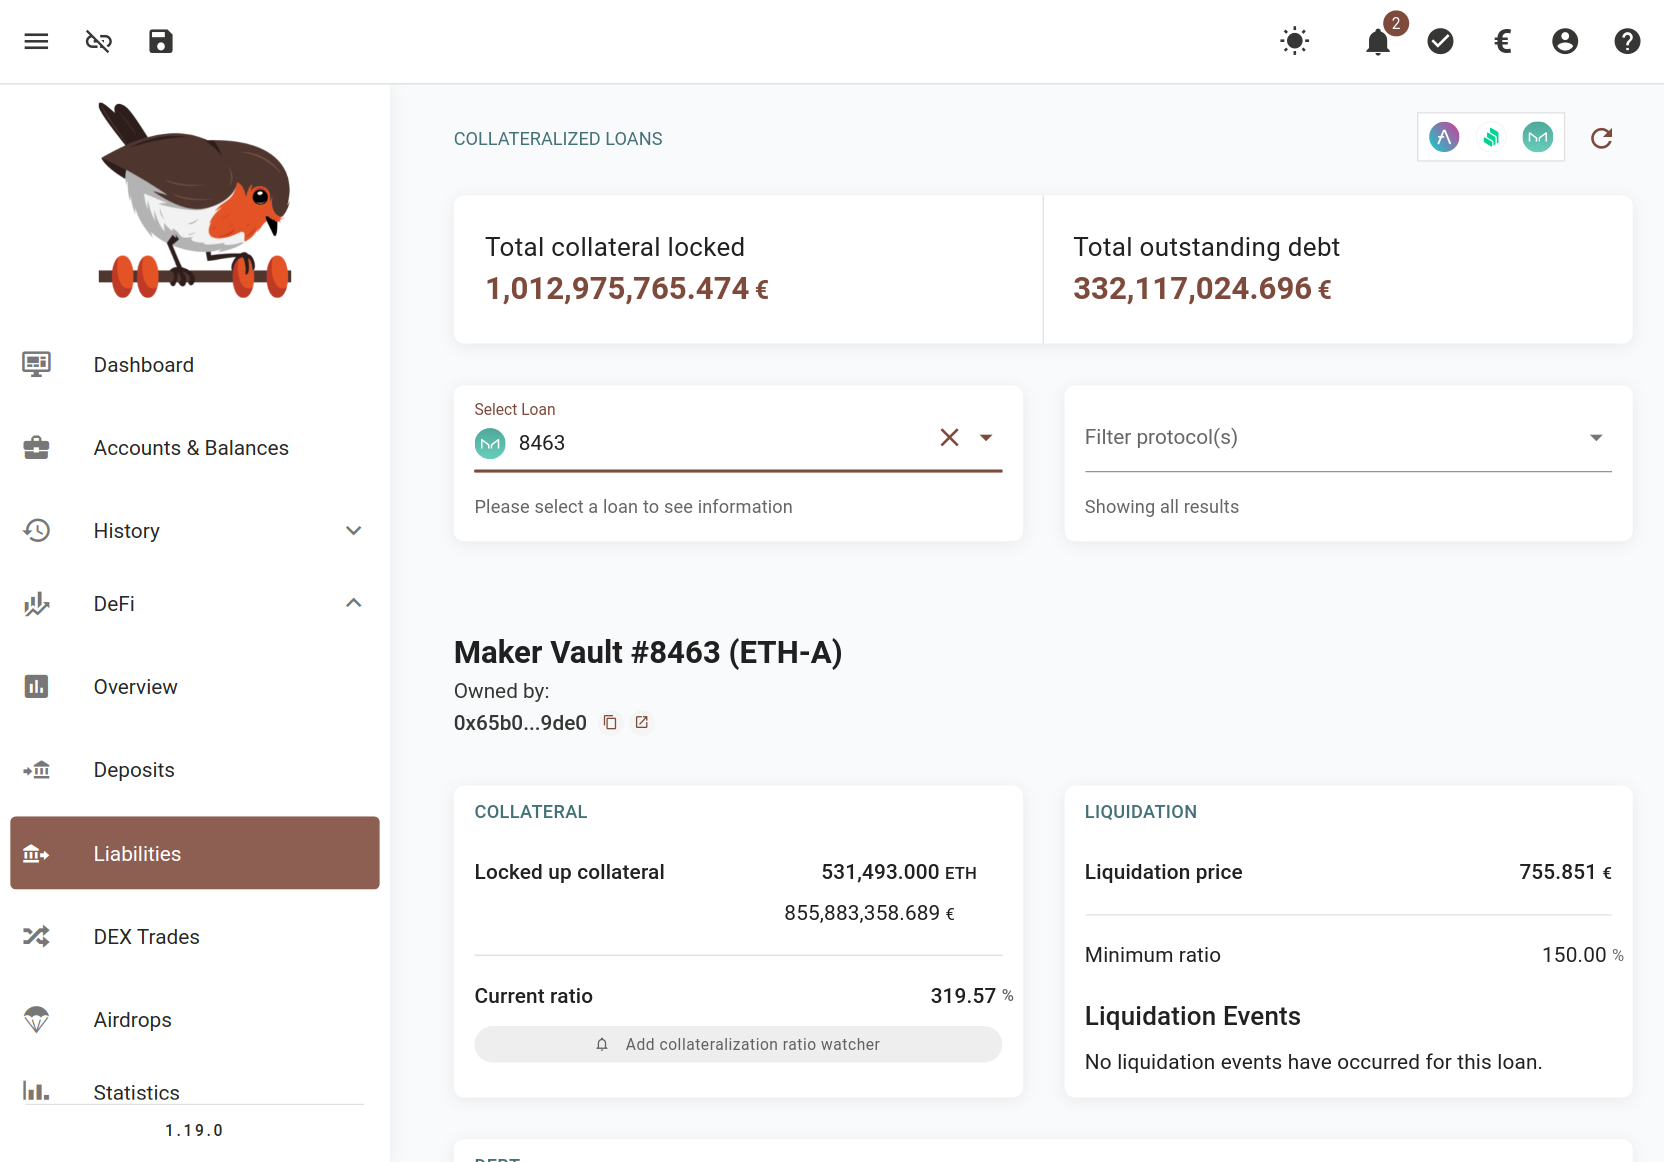 2
€
COLLATERALIZED LOANS
Total collateral locked
1,012,975,765.474 €
Total outstanding debt
332,117,024.696 €
Select Loan
8463
Please select a loan to see information
Filter protocol(s)
Showing all results
Dashboard
Accounts & Balances
History
DeFi
Overview
Deposits
Liabilities
DEX Trades
Airdrops
Statistics
1.19.0
Maker Vault #8463 (ETH-A)
Owned by:
0x65b0...9de0
COLLATERAL
Locked up collateral 531,493.000 ETH
855,883,358.689 €
Current ratio 319.57 %
Add collateralization ratio watcher
LIQUIDATION
Liquidation price 755.851 €
Minimum ratio 150.00 %
Liquidation Events
No liquidation events have occurred for this loan.
DEBT